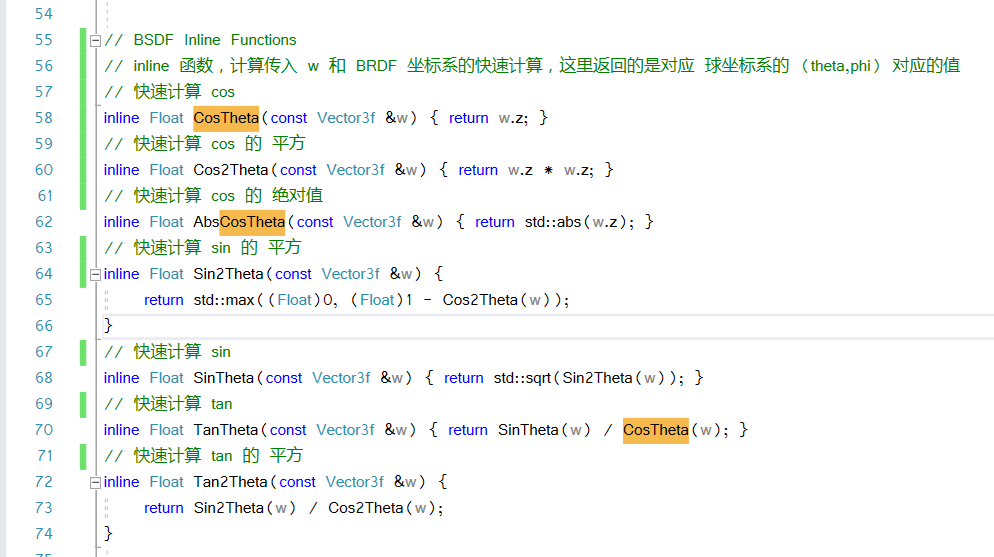 54
55 // BSDF Inline Functions
56 // inline 函数，计算传入 w 和 BRDF 坐标系的快速计算，这里返回的是对应 球坐标系的 （theta,phi）对应的值
57 // 快速计算 cos
58 inline Float CosTheta(const Vector3f &w) { return w.z; }
59 // 快速计算 cos 的 平方
60 inline Float Cos2Theta(const Vector3f &w) { return w.z * w.z; }
61 // 快速计算 cos 的 绝对值
62 inline Float AbsCosTheta(const Vector3f &w) { return std::abs(w.z); }
63 // 快速计算 sin 的 平方
64 inline Float Sin2Theta(const Vector3f &w) {
65 return std::max((Float)0, (Float)1 - Cos2Theta(w));
66 }
67 // 快速计算 sin
68 inline Float SinTheta(const Vector3f &w) { return std::sqrt(Sin2Theta(w)); }
69 // 快速计算 tan
70 inline Float TanTheta(const Vector3f &w) { return SinTheta(w) / CosTheta(w); }
71 // 快速计算 tan 的 平方
72 inline Float Tan2Theta(const Vector3f &w) {
73 return Sin2Theta(w) / Cos2Theta(w);
74 }